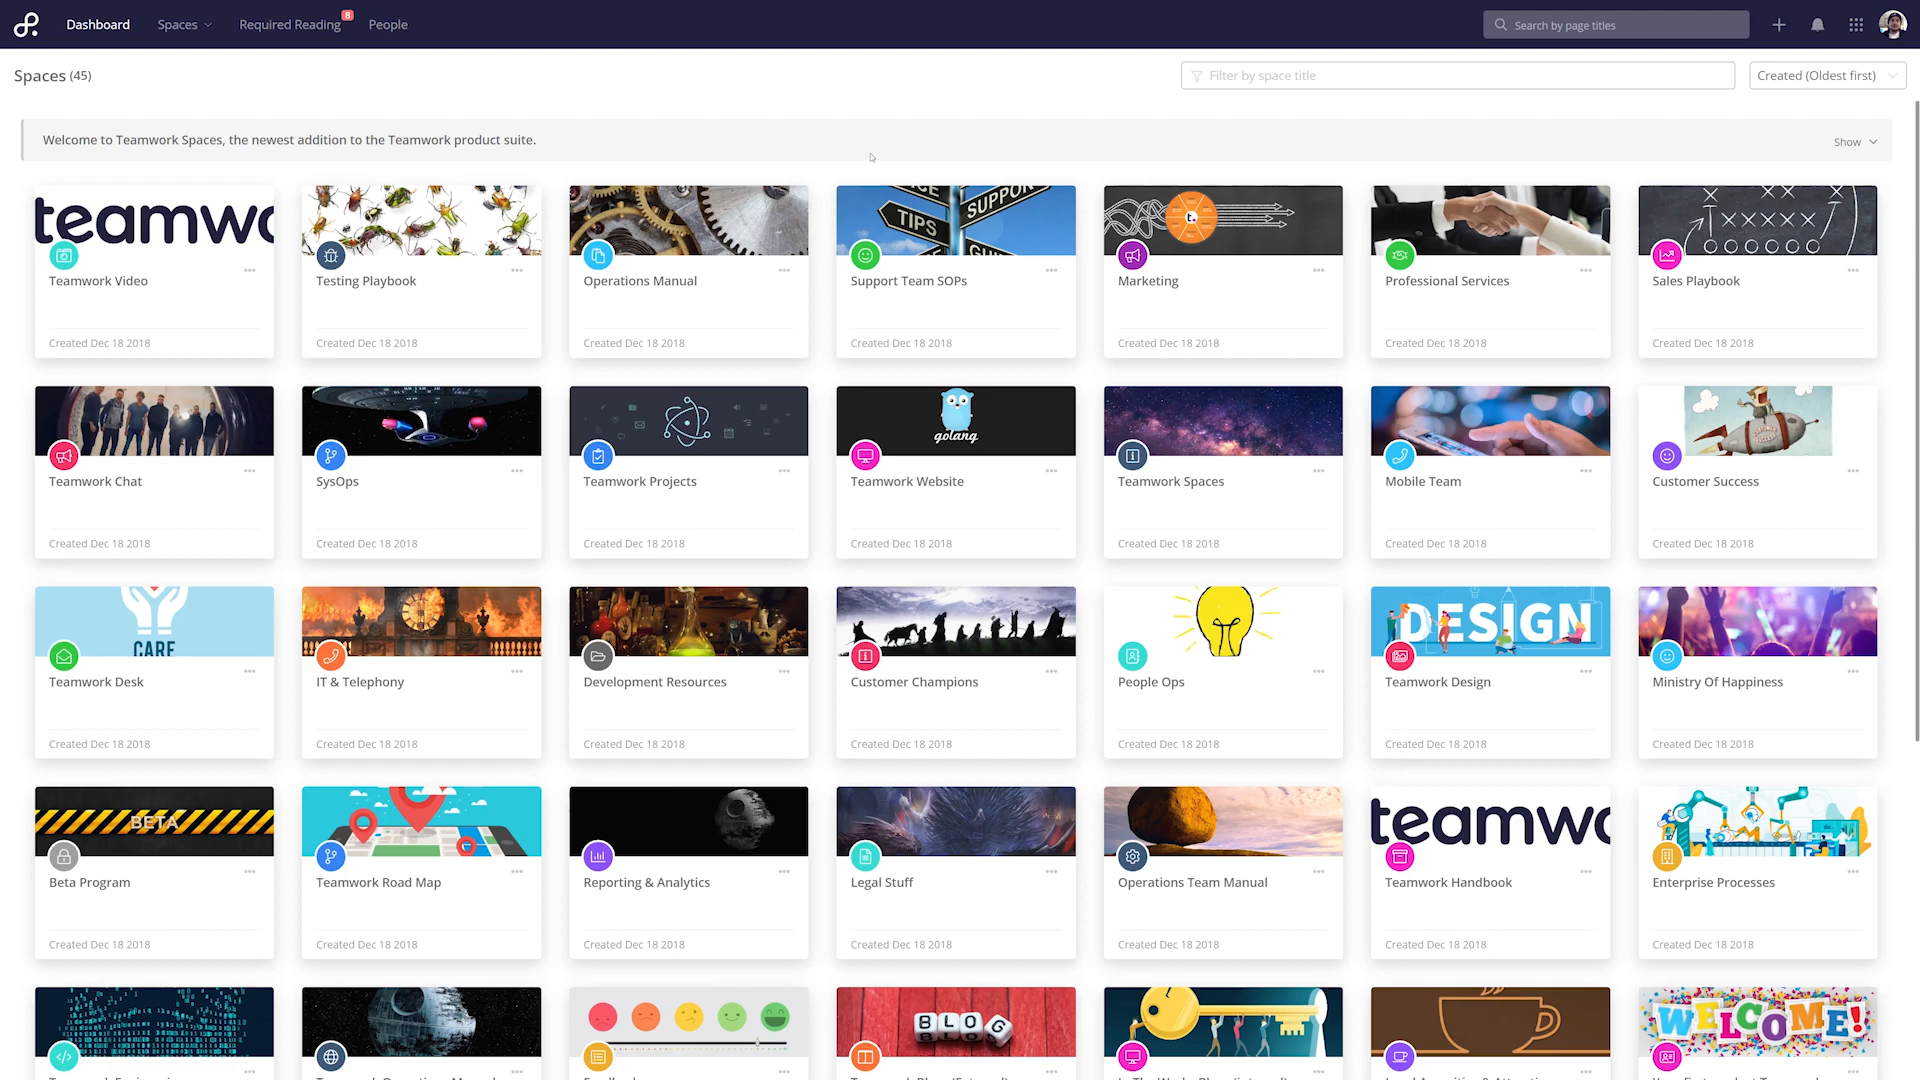 Dashboard
Spaces
Required Reading
8
People
Search by page titles
Spaces (45)
Filter by space title
Created (Oldest first)
Welcome to Teamwork Spaces, the newest addition to the Teamwork product suite.
Show
teamwo
TIPS
SUPPORT
Teamwork Video
Testing Playbook
Operations Manual
Support Team SOPs
Marketing
Professional Services
Sales Playbook
Created Dec 18 2018
Created Dec 18 2018
Created Dec 18 2018
Created Dec 18 2018
Created Dec 18 2018
Created Dec 18 2018
Created Dec 18 2018
golang
Teamwork Chat
SysOps
Teamwork Projects
Teamwork Website
Teamwork Spaces
Mobile Team
Customer Success
Created Dec 18 2018
Created Dec 18 2018
Created Dec 18 2018
Created Dec 18 2018
Created Dec 18 2018
Created Dec 18 2018
Created Dec 18 2018
CARE
DESIGN
Teamwork Desk
IT & Telephony
Development Resources
Customer Champions
People Ops
Teamwork Design
Ministry Of Happiness
Created Dec 18 2018
Created Dec 18 2018
Created Dec 18 2018
Created Dec 18 2018
Created Dec 18 2018
Created Dec 18 2018
Created Dec 18 2018
BETA
teamwo
Beta Program
Teamwork Road Map
Reporting & Analytics
Legal Stuff
Operations Team Manual
Teamwork Handbook
Enterprise Processes
Created Dec 18 2018
Created Dec 18 2018
Created Dec 18 2018
Created Dec 18 2018
Created Dec 18 2018
Created Dec 18 2018
Created Dec 18 2018
BLOG
WELCOME!